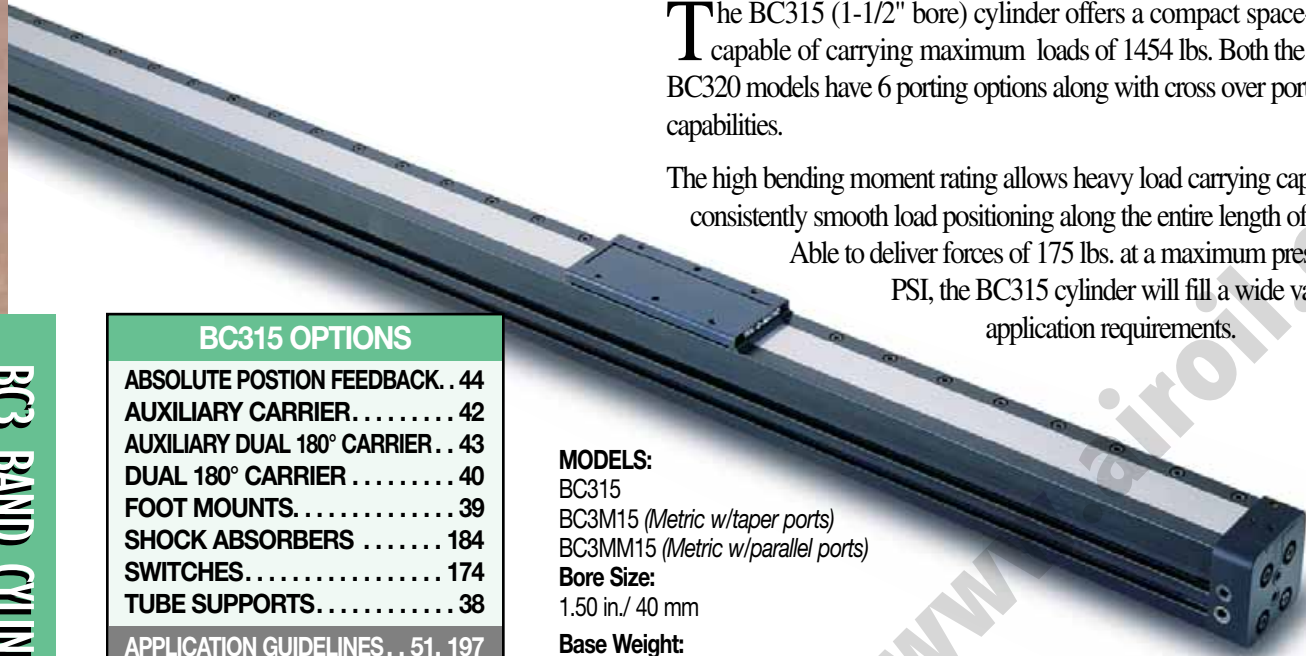 The BC315 (1-1/2" bore) cylinder offers a compact space-
capable of carrying maximum loads of 1454 lbs. Both the
BC320 models have 6 porting options along with cross over port
capabilities.
The high bending moment rating allows heavy load carrying cap
consistently smooth load positioning along the entire length of
Able to deliver forces of 175 lbs. at a maximum pres
PSI, the BC315 cylinder will fill a wide va
application requirements.
BC315 OPTIONS
ABSOLUTE POSTION FEEDBACK. . 44
AUXILIARY CARRIER. . . . . . . . . 42
AUXILIARY DUAL 180° CARRIER . . 43
DUAL 180° CARRIER . . . . . . . . . 40
FOOT MOUNTS. . . . . . . . . . . . . 39
SHOCK ABSORBERS . . . . . . . 184
SWITCHES. . . . . . . . . . . . . . . . . 174
TUBE SUPPORTS. . . . . . . . . . . . 38
APPLICATION GUIDELINES . . 51, 197
MODELS:
BC315
BC3M15 (Metric w/taper ports)
BC3MM15 (Metric w/parallel ports)
Bore Size:
1.50 in./ 40 mm
Base Weight:
BC3 BAND CYLIN
www.airoil.